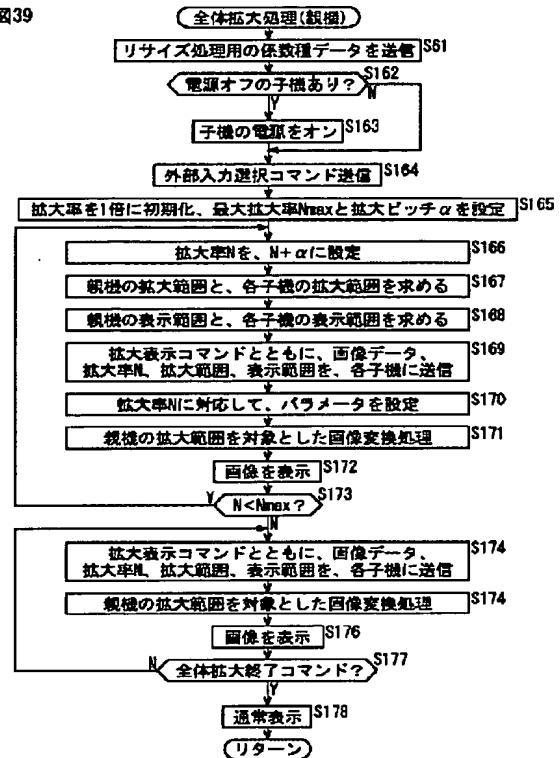 図39
全体拡大処理(親機)
リサイズ処理用の係数種データを送信 S61
電源オフの子機あり? S162
N
Y
子機の電源をオン S163
外部入力選択コマンド送信 S164
拡大率を1倍に初期化、最大拡大率Nmaxと拡大ピッチαを設定 S165
拡大率Nを、N+αに設定 S166
親機の拡大範囲と、各子機の拡大範囲を求める S167
親機の表示範囲と、各子機の表示範囲を求める S168
拡大表示コマンドとともに、画像データ、 S169
拡大率N、拡大範囲、表示範囲を、各子機に送信
拡大率Nに対応して、パラメータを設定 S170
親機の拡大範囲を対象とした画像変換処理 S171
画像を表示 S172
Y N<Nmax? S173
N
拡大表示コマンドとともに、画像データ、 S174
拡大率N、拡大範囲、表示範囲を、各子機に送信
親機の拡大範囲を対象とした画像変換処理 S174
画像を表示 S176
N 全体拡大終了コマンド? S177
Y
通常表示 S178
リターン